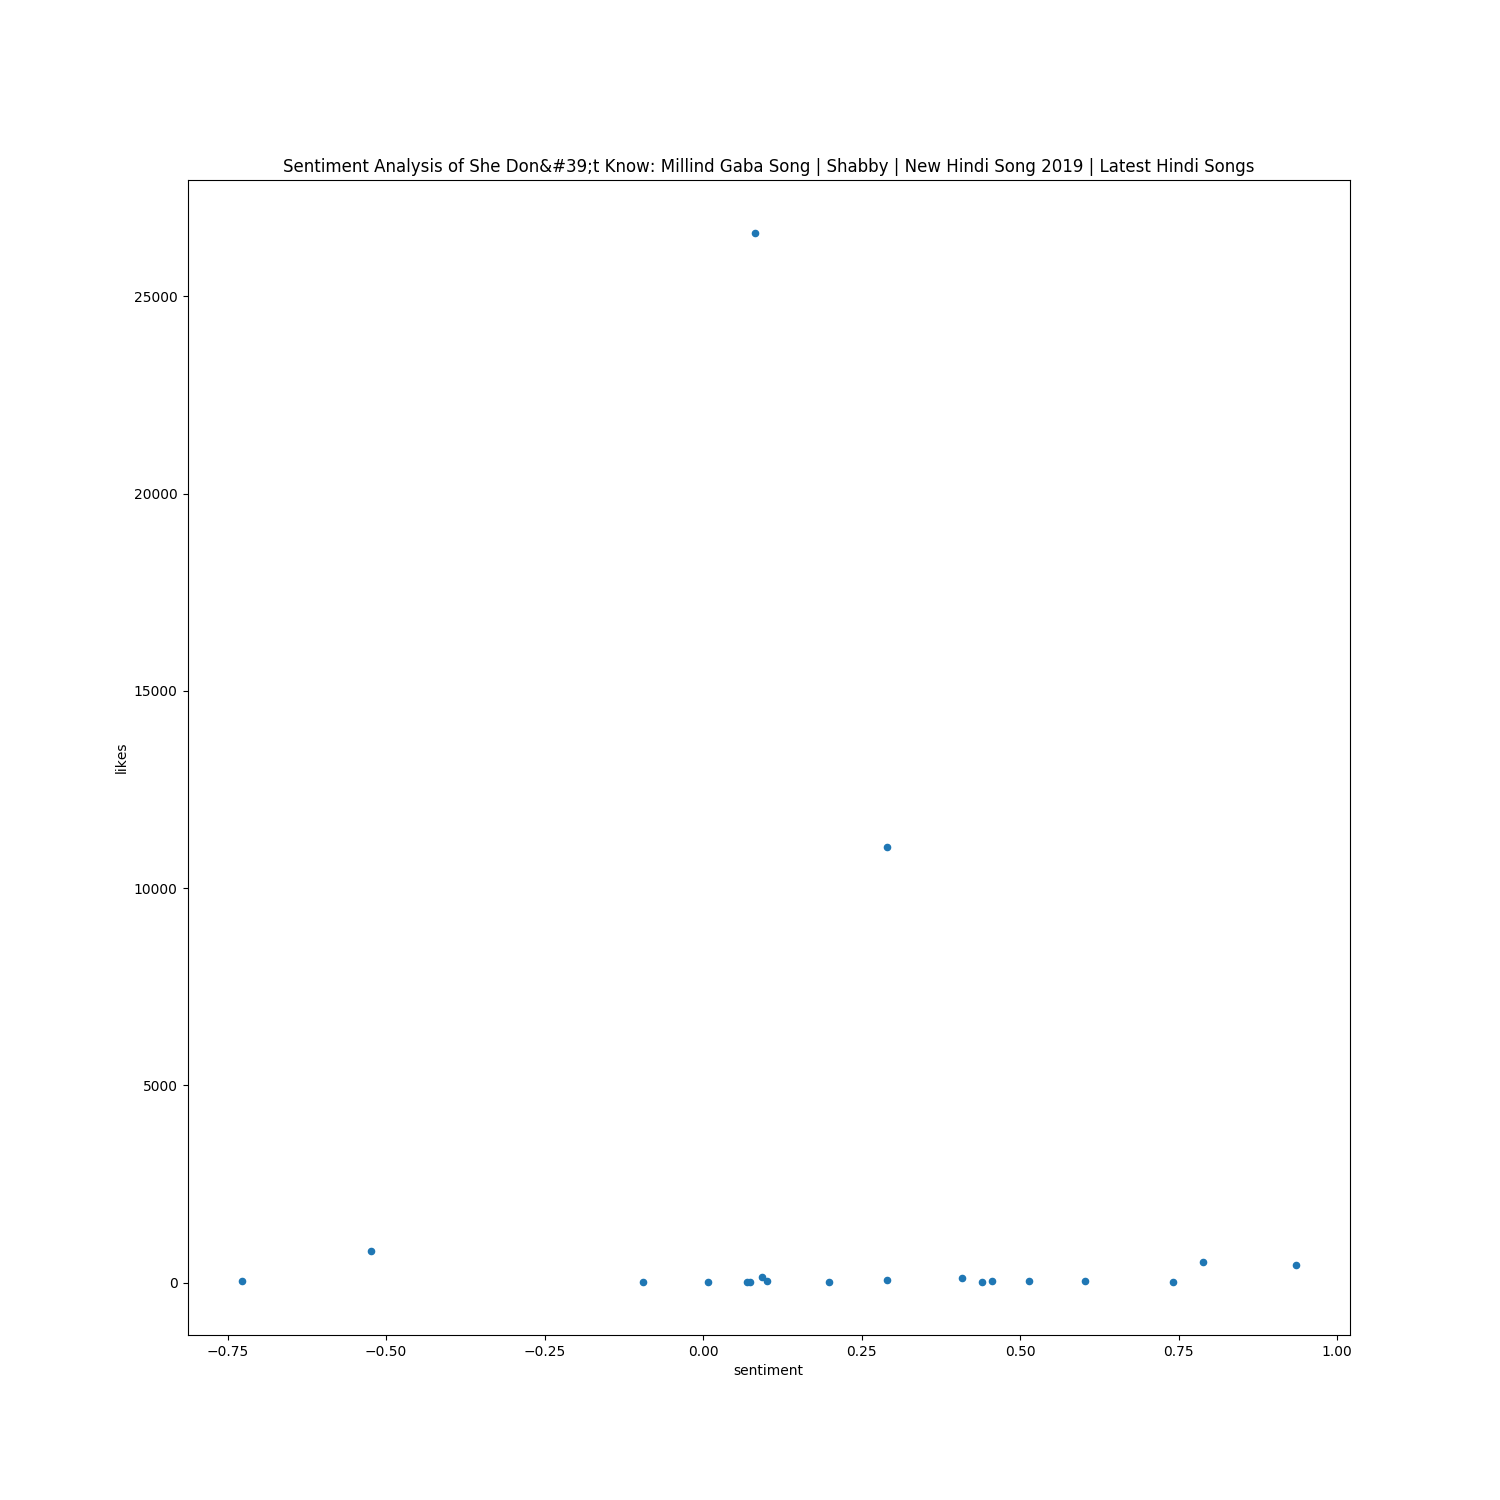 Sentiment Analysis of She Don&#39;t Know: Millind Gaba Song | Shabby | New Hindi Song 2019 | Latest Hindi Songs
25000
20000
15000
likes
10000
5000
0
−0.75 −0.50 −0.25 0.00 0.25 0.50 0.75 1.00
sentiment